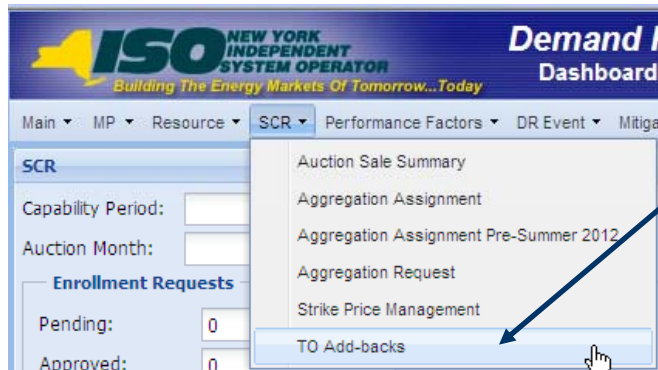 ISO NEW YORK
INDEPENDENT
SYSTEM OPERATOR
Building The Energy Markets Of Tomorrow...Today
Demand
Dashboard
Main MP Resource SCR Performance Factors DR Event
SCR
Capability Period:
Auction Month:
Enrollment Requests
Pending: 0
Approved: 0
Auction Sale Summary
Aggregation Assignment
Aggregation Assignment Pre-Summer 2012
Aggregation Request
Strike Price Management
TO Add-backs